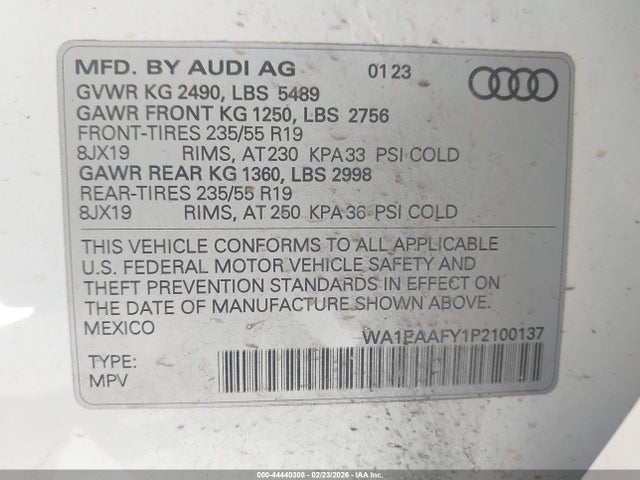 MFD. BY AUDI AG 01 23
GVWR KG 2490, LBS 5489
GAWR FRONT KG 1250, LBS 2756
FRONT-TIRES 235/55 R19
8JX19 RIMS, AT 230 KPA 33 PSI COLD
GAWR REAR KG 1360, LBS 2998
REAR-TIRES 235/55 R19
8JX19 RIMS, AT 250 KPA 36 PSI COLD
THIS VEHICLE CONFORMS TO ALL APPLICABLE
U.S. FEDERAL MOTOR VEHICLE SAFETY AND
THEFT PREVENTION STANDARDS IN EFFECT ON
THE DATE OF MANUFACTURE SHOWN ABOVE.
MEXICO
WA1EAAFY1P2100137
TYPE:
MPV
000-44440308 - 02/23/2026 - IAAI.com